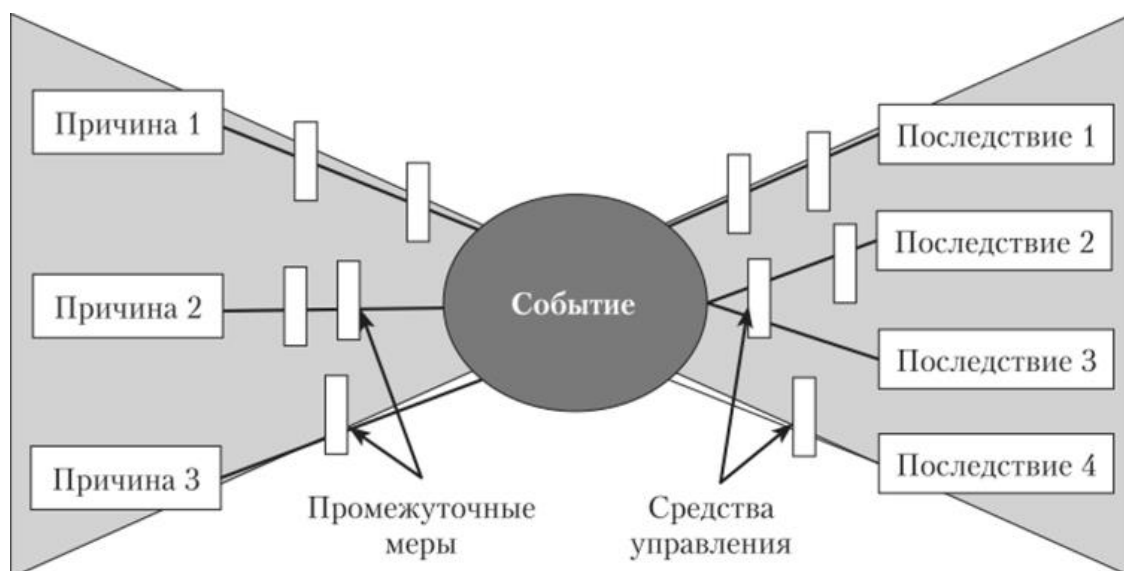 Причина 1
Причина 2
Причина 3
Событие
Последствие 1
Последствие 2
Последствие 3
Последствие 4
Промежуточные
меры
Средства
управления